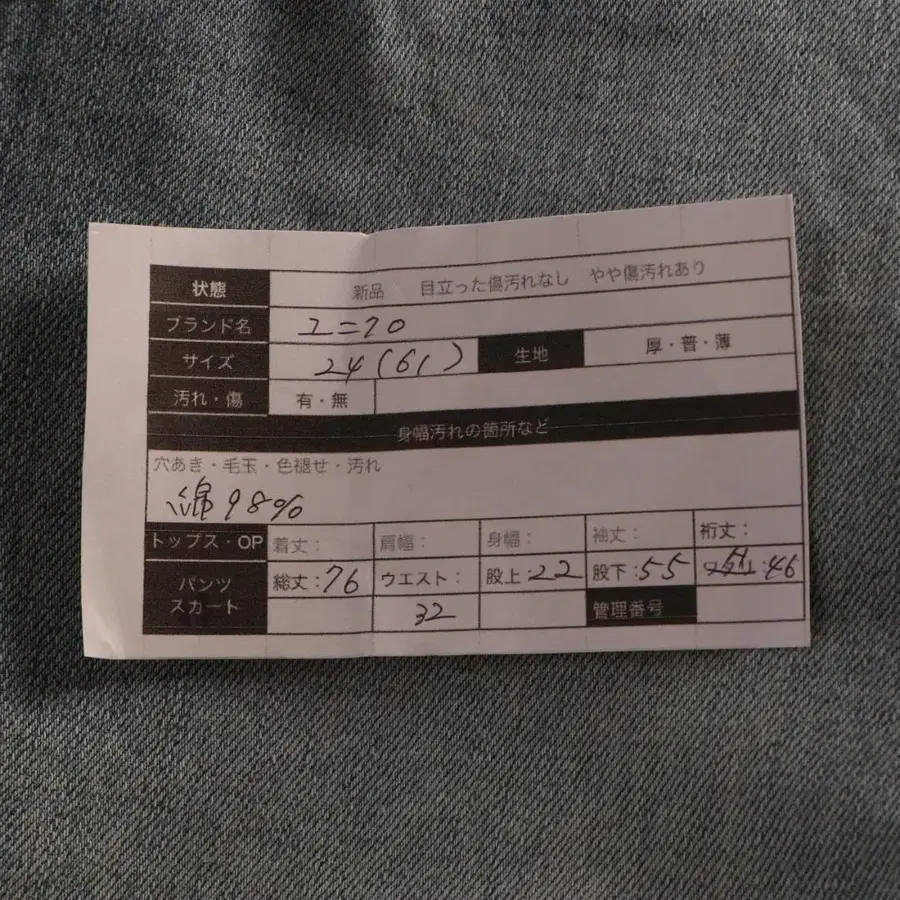 状態 新品 目立った傷汚れなし やや傷汚れあり
ブランド名 ユニクロ
サイズ 24(61) 生地 厚・普・薄
汚れ・傷 有・無
身幅汚れの箇所など
穴あき・毛玉・色褪せ・汚れ
綿98%
トップス・OP 着丈: 肩幅: 身幅: 袖丈: 裄丈:
パンツ スカート 総丈:76 ウエスト: 股上:22 股下:55 :46
32 管理番号